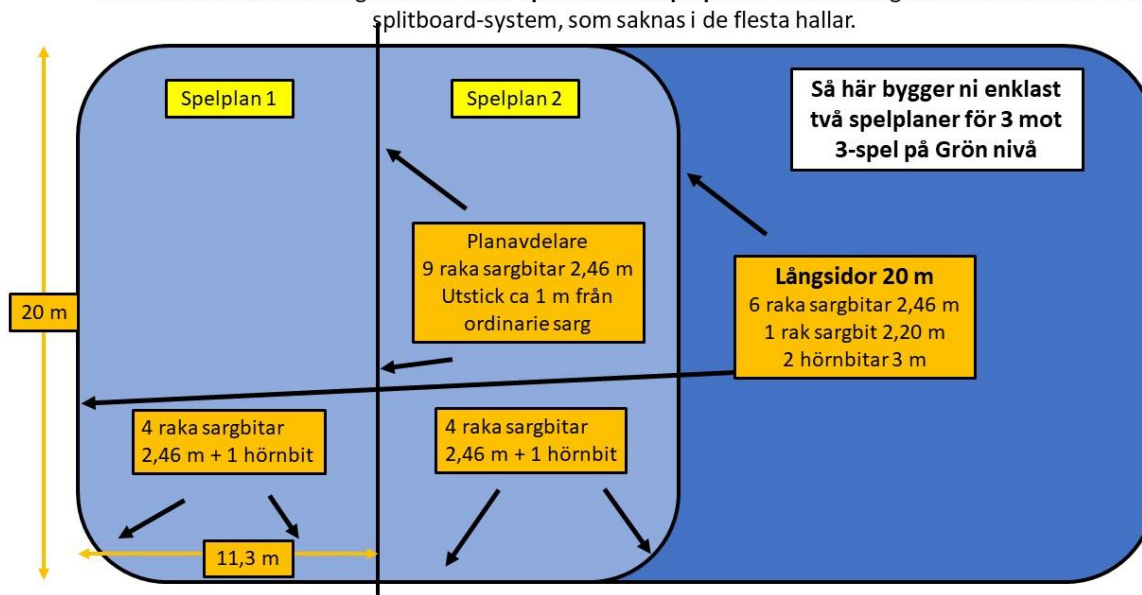 splitboard-system, som saknas i de flesta hallar.
Spelplan 1
Spelplan 2
Så här bygger ni enklast
två spelplaner för 3 mot
3-spel på Grön nivå
Planavdelare
9 raka sargbitar 2,46 m
Utstick ca 1 m från
ordinarie sarg
Långsidor 20 m
6 raka sargbitar 2,46 m
1 rak sargbit 2,20 m
2 hörnbitar 3 m
20 m
4 raka sargbitar
2,46 m + 1 hörnbit
4 raka sargbitar
2,46 m + 1 hörnbit
11,3 m